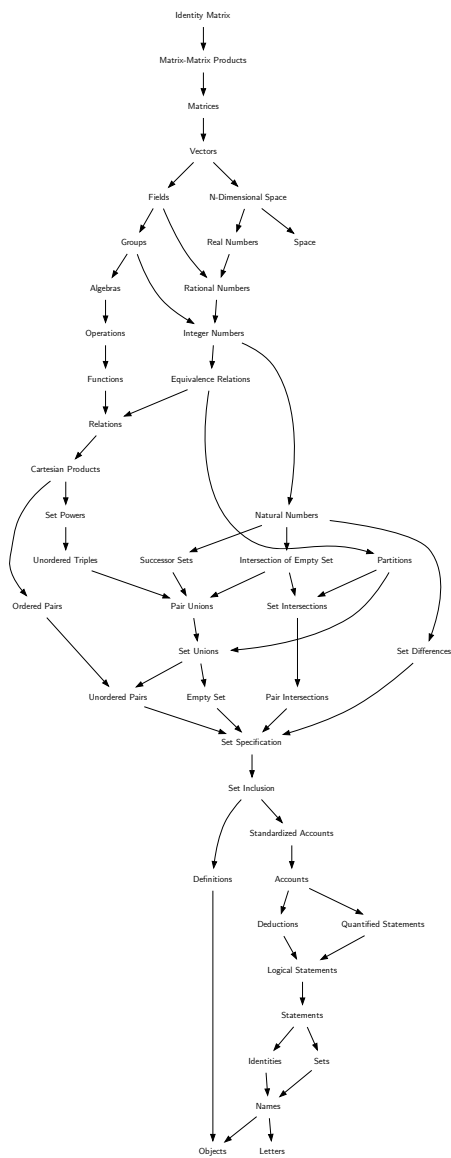 Identity Matrix
Matrix-Matrix Products
Matrices
Vectors
Fields
N-Dimensional Space
Groups
Real Numbers
Space
Algebras
Rational Numbers
Operations
Integer Numbers
Functions
Equivalence Relations
Relations
Cartesian Products
Set Powers
Natural Numbers
Unordered Triples
Successor Sets
Intersection of Empty Set
Partitions
Ordered Pairs
Pair Unions
Set Intersections
Set Unions
Set Differences
Unordered Pairs
Empty Set
Pair Intersections
Set Specification
Set Inclusion
Standardized Accounts
Definitions
Accounts
Deductions
Quantified Statements
Logical Statements
Statements
Identities
Sets
Names
Objects
Letters